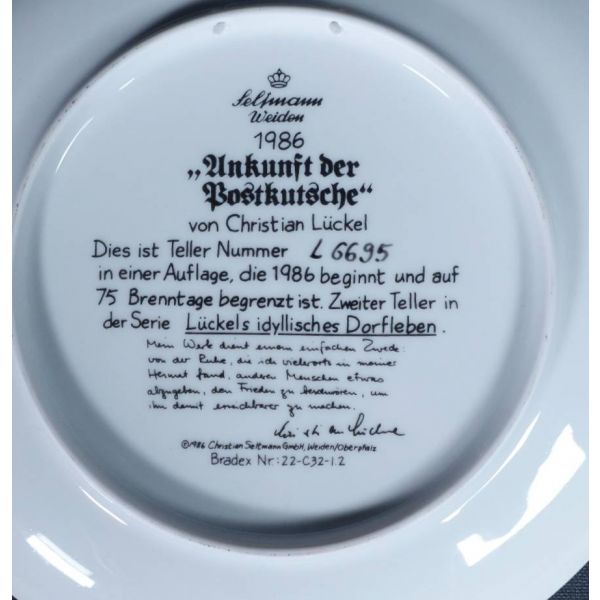 Seltmann
Weiden
1986
„Ankunft der
Postkutsche“
von Christian Lückel
Dies ist Teller Nummer L 6695
in einer Auflage, die 1986 beginnt und auf
75 Brenntage begrenzt ist. Zweiter Teller in
der Serie Lückels idyllisches Dorfleben.
Mein Werk dient einem einfachen Zweck:
von der Ruhe, die ich vielerorts in meiner
Heimat fand, anderen Menschen etwas
abzugeben, den Frieden zu beschwören, um
ihn damit erreichbarer zu machen.
Christian Lückel
©1986 Christian Seltmann GmbH, Weiden/Oberpfalz
Bradex Nr.: 22-C32-1.2